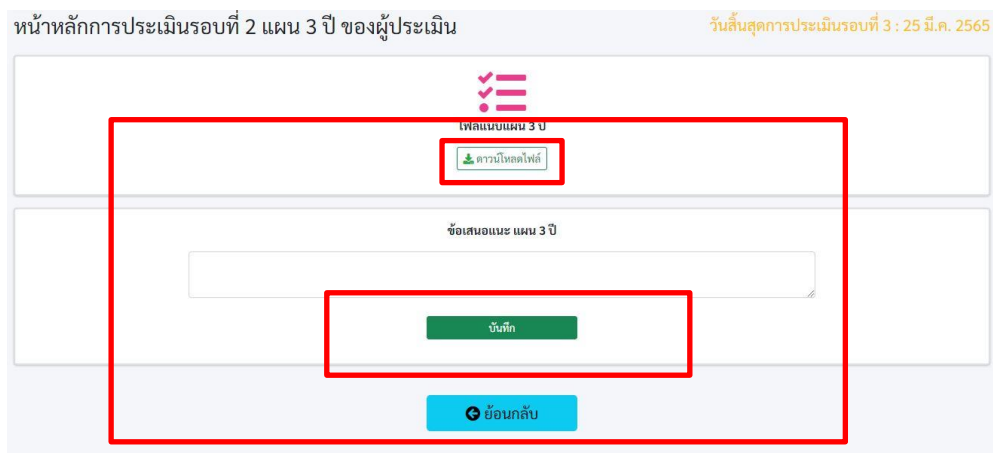 หน้าหลักการประเมินรอบที่ 2 แผน 3 ปี ของผู้ประเมิน
วันสิ้นสุดการประเมินรอบที่ 3 : 25 มี.ค. 2565
ไฟล์แนบแผน 3 ปี
ดาวน์โหลดไฟล์
ข้อเสนอแนะ แผน 3 ปี
บันทึก
ย้อนกลับ